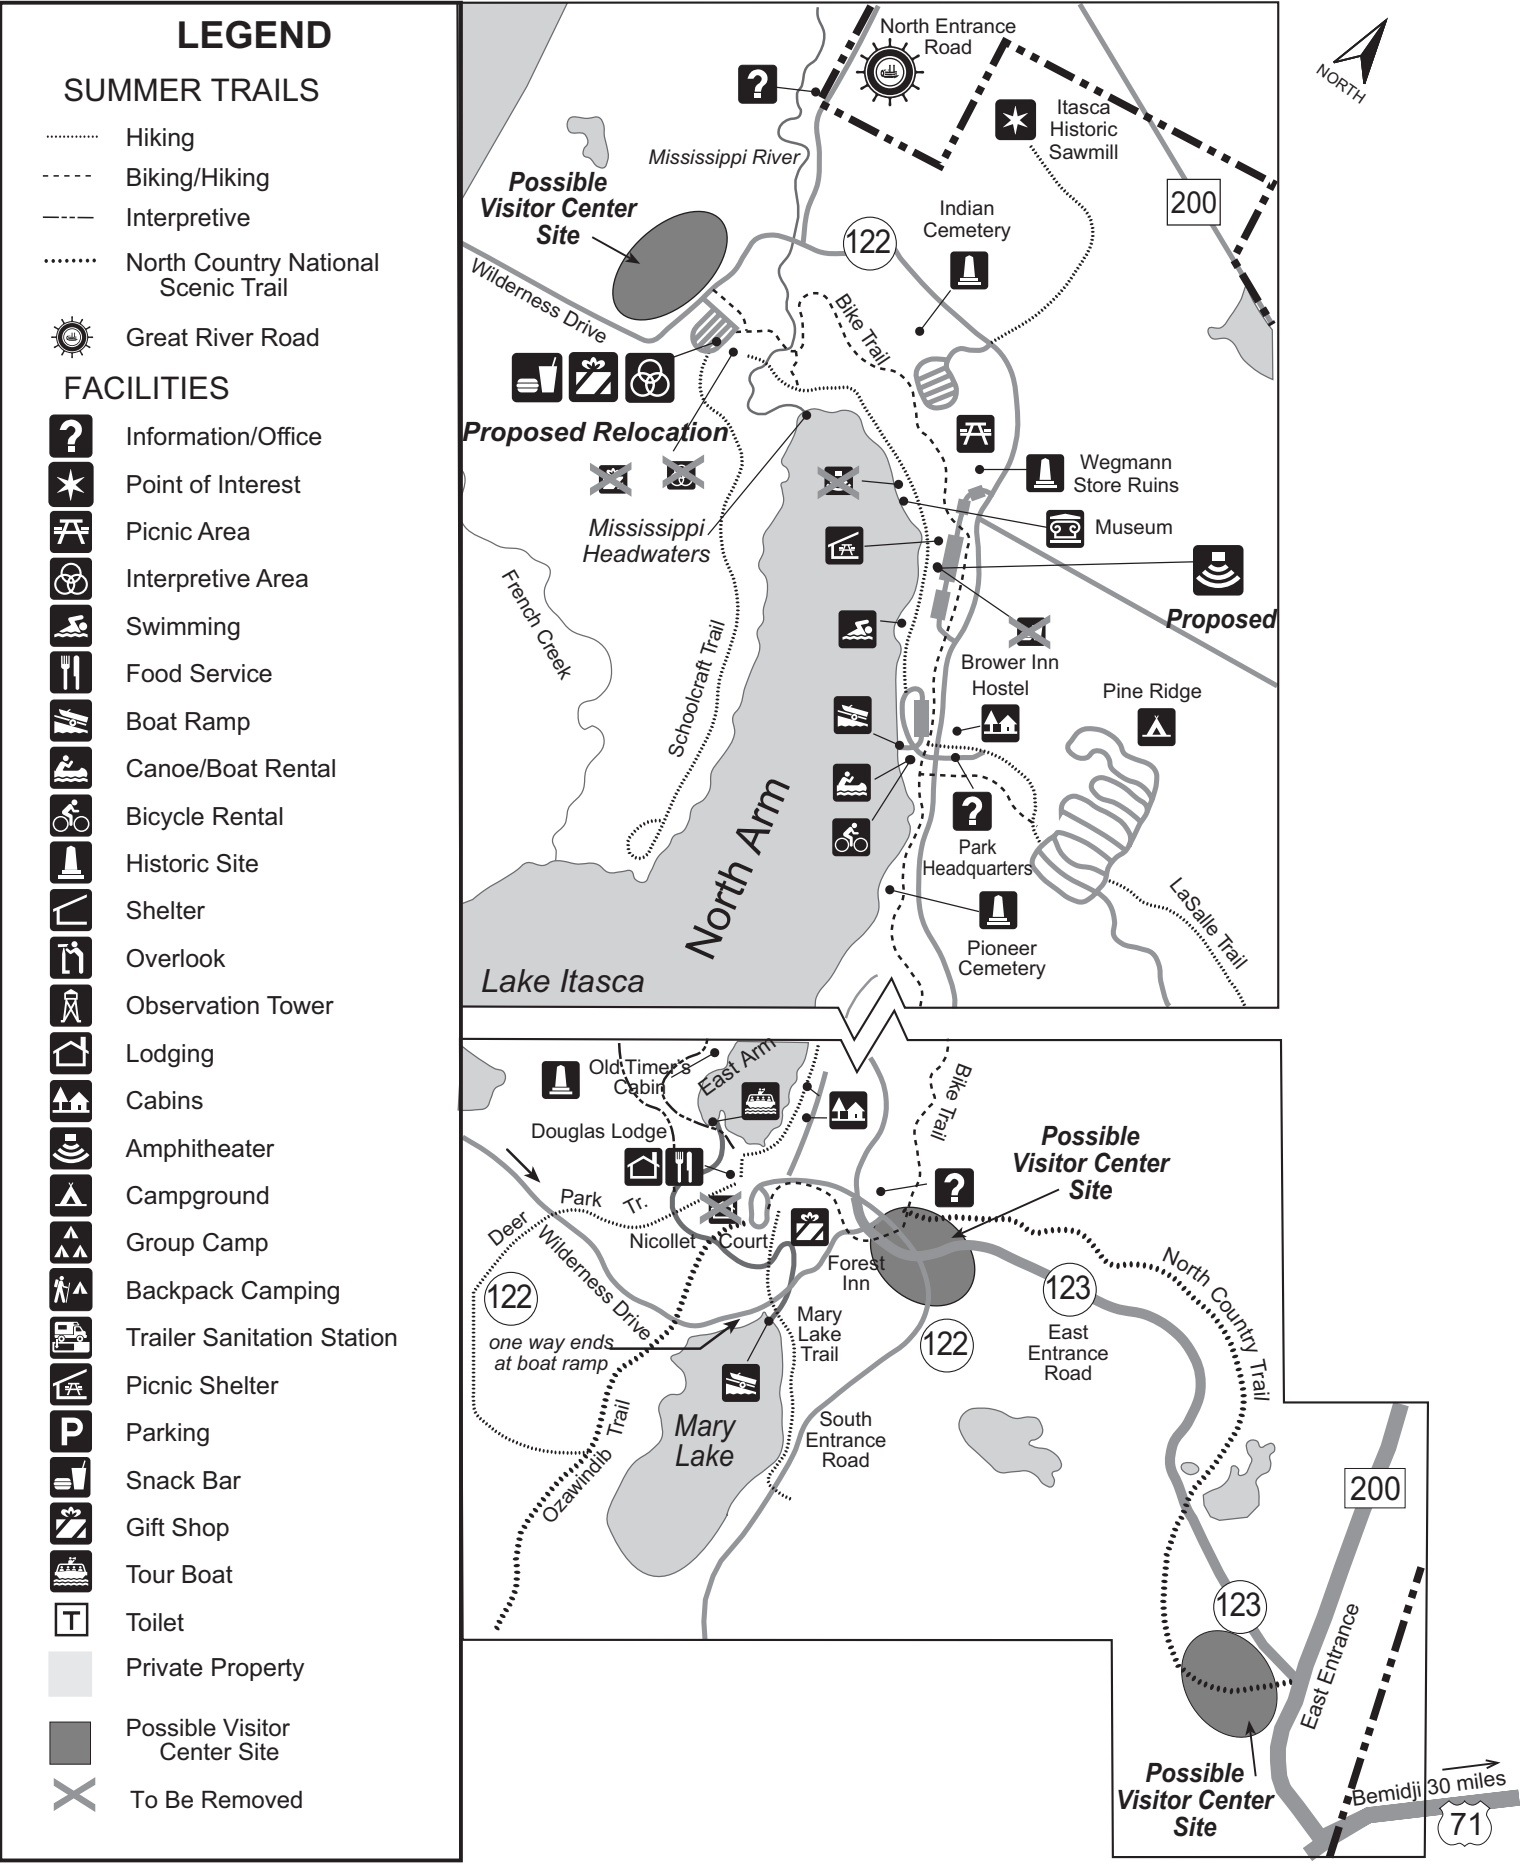 LEGEND
SUMMER TRAILS
Hiking
Biking/Hiking
Interpretive
North Country National
Scenic Trail
Great River Road
FACILITIES
?
Information/Office
Point of Interest
Picnic Area
Interpretive Area
Swimming
Food Service
Boat Ramp
Canoe/Boat Rental
Bicycle Rental
Historic Site
Shelter
Overlook
Observation Tower
Lodging
Cabins
Amphitheater
Campground
Group Camp
Backpack Camping
Trailer Sanitation Station
Picnic Shelter
P
Parking
Snack Bar
Gift Shop
Tour Boat
T
Toilet
Private Property
Possible Visitor
Center Site
To Be Removed
North Entrance
Road
NORTH
?
Itasca
Historic
Sawmill
Mississippi River
Possible
Visitor Center
Site
200
Indian
Cemetery
122
Wilderness Drive
Bike Trail
Proposed Relocation
Wegmann
Store Ruins
Mississippi
Headwaters
Museum
French Creek
Proposed
Schoolcraft Trail
Brower Inn
Hostel
Pine Ridge
North Arm
?
Park
Headquarters
LaSalle Trail
Pioneer
Cemetery
Lake Itasca
Old Timer's
Cabin
East Arm
Bike Trail
Douglas Lodge
Possible
Visitor Center
Site
?
Park
Tr.
Deer
Nicollet Court
Wilderness Drive
Forest
Inn
North Country Trail
122
123
Mary
Lake
Trail
one way ends
at boat ramp
122
East
Entrance
Road
Mary
Lake
South
Entrance
Road
Ozawindib Trail
200
123
East Entrance
Possible
Visitor Center
Site
Bemidji 30 miles
71